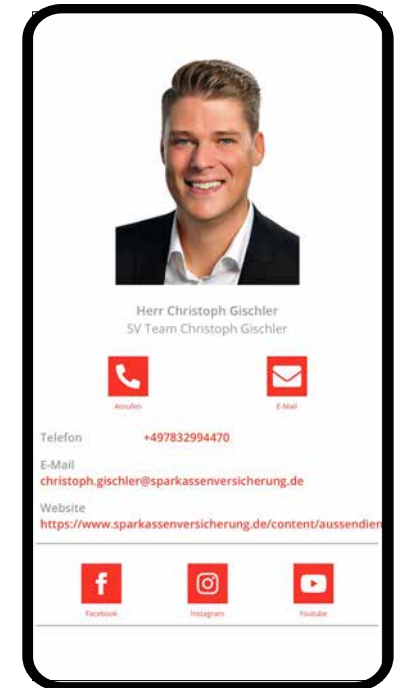 Herr Christoph Gischler
SV Team Christoph Gischler
Anrufen E-Mail
Telefon +497832994470
E-Mail
christoph.gischler@sparkassenversicherung.de
Website
https://www.sparkassenversicherung.de/content/aussendien
Facebook Instagram Youtube